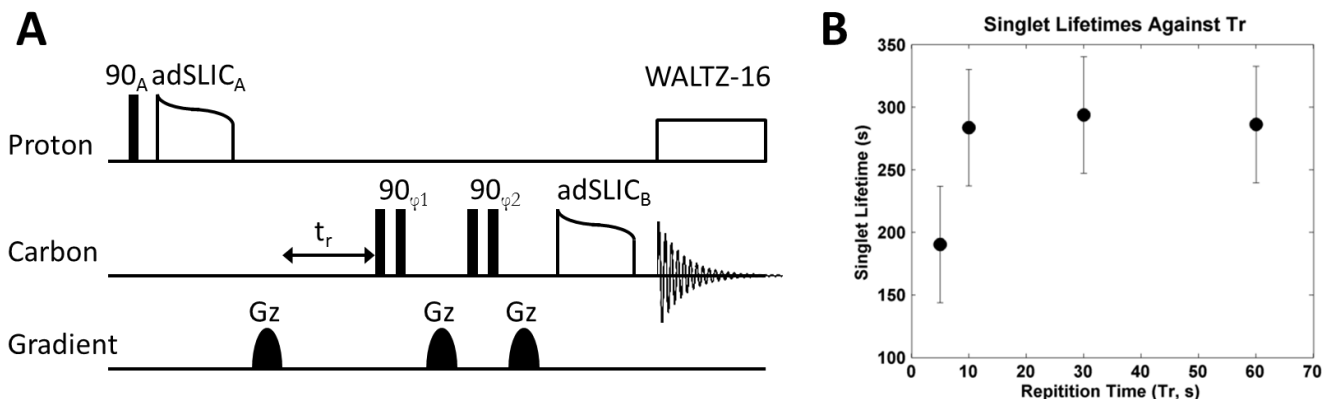 A
90A adSLICA
WALTZ-16
Proton
90φ1 90φ2 adSLICB
Carbon
tr
Gz Gz Gz
Gradient
B
Singlet Lifetimes Against Tr
Singlet Lifetime (s)
350
300
250
200
150
100
0 10 20 30 40 50 60 70
Repitition Time (Tr, s)